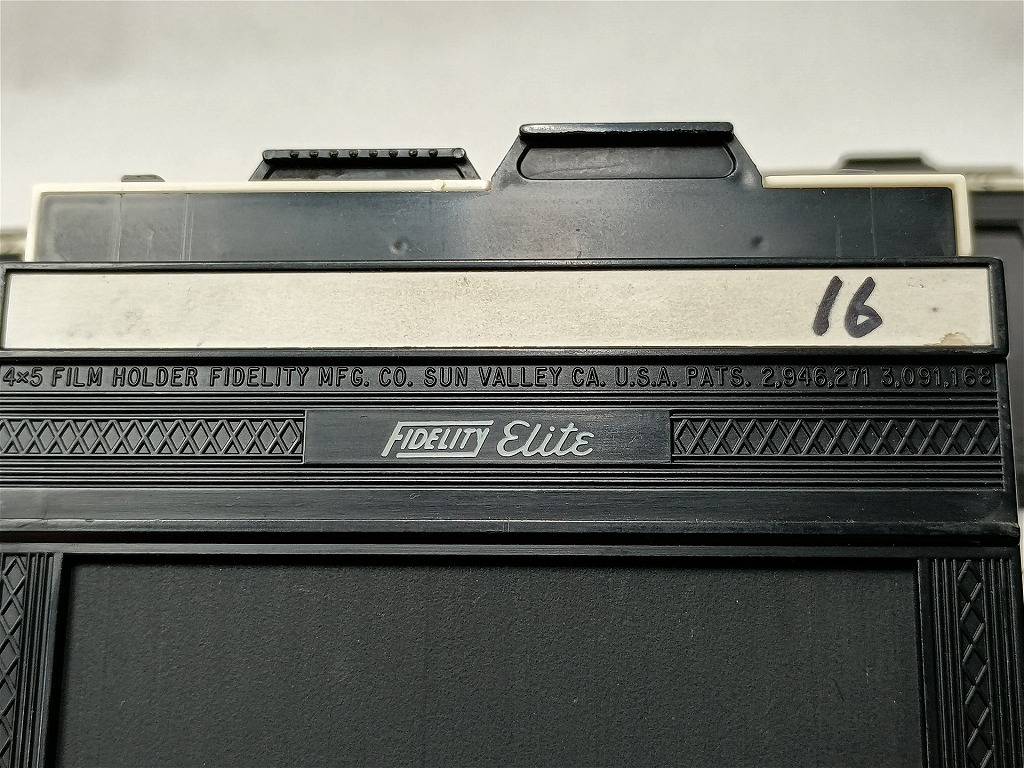 16
4×5 FILM HOLDER FIDELITY MFG. CO. SUN VALLEY CA. U.S.A. PATS. 2,946,271 3,091,168
FIDELITY Elite